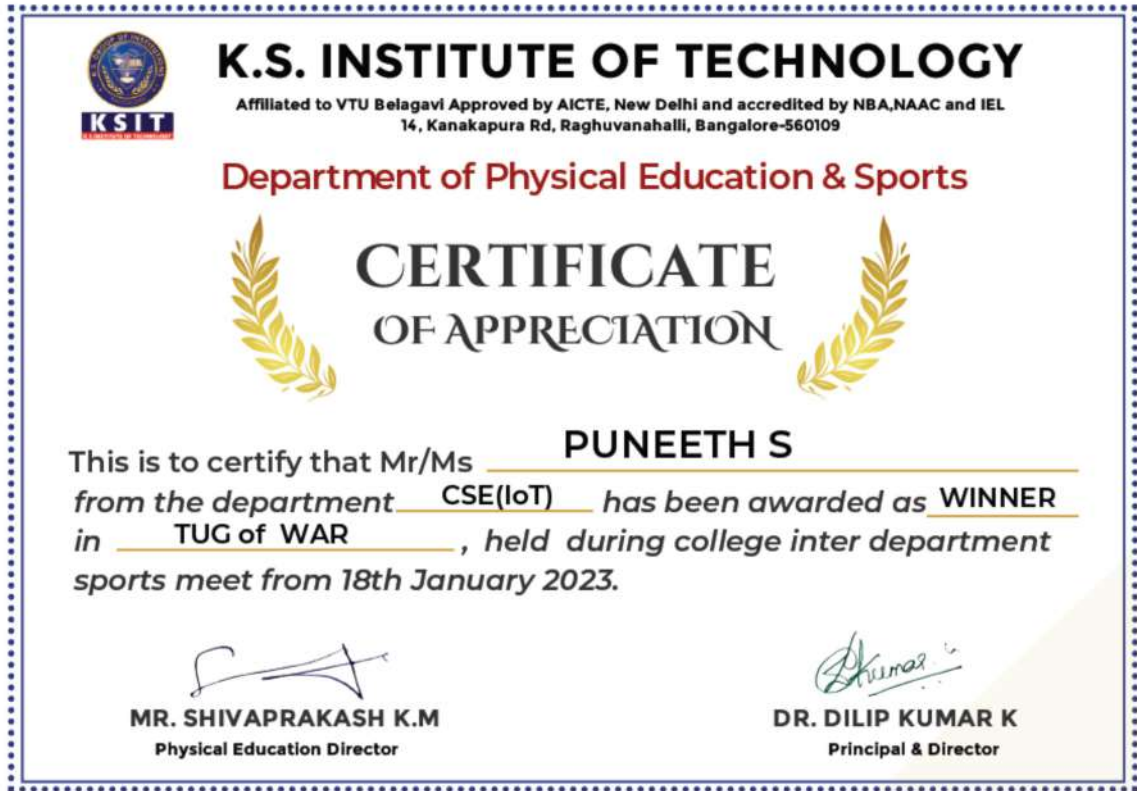 K.S. INSTITUTE OF TECHNOLOGY
Affiliated to VTU Belagavi Approved by AICTE, New Delhi and accredited by NBA,NAAC and IEL
14, Kanakapura Rd, Raghuvanahalli, Bangalore-560109
KSIT
K.S.INSTITUTE OF TECHNOLOGY
Department of Physical Education & Sports
CERTIFICATE
OF APPRECIATION
This is to certify that Mr/Ms PUNEETH S
from the department CSE(IoT) has been awarded as WINNER
in TUG of WAR , held during college inter department
sports meet from 18th January 2023.
MR. SHIVAPRAKASH K.M
Physical Education Director
DR. DILIP KUMAR K
Principal & Director